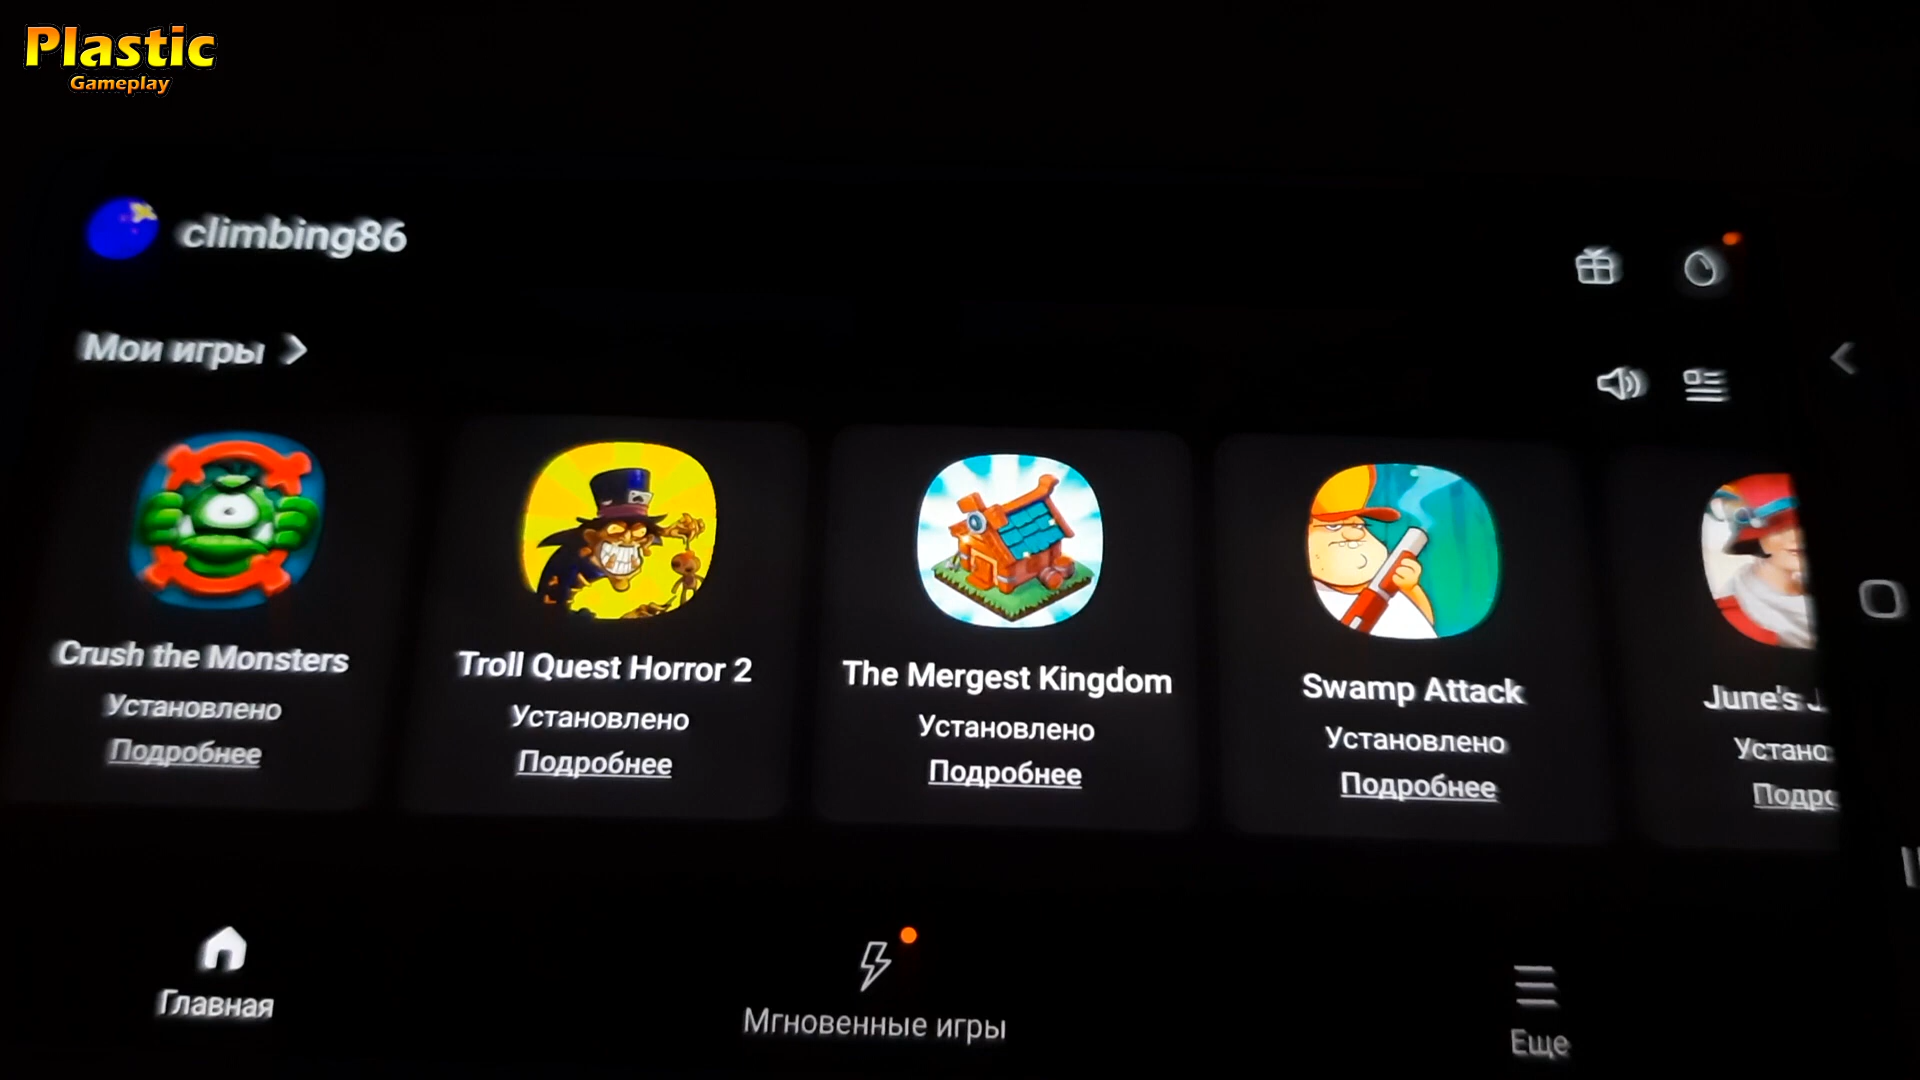 Plastic
Gameplay
climbing86
Мои игры
Crush the Monsters
Установлено
Подробнее
Troll Quest Horror 2
Установлено
Подробнее
The Mergest Kingdom
Установлено
Подробнее
Swamp Attack
Установлено
Подробнее
June's
Главная
Мгновенные игры
Еще